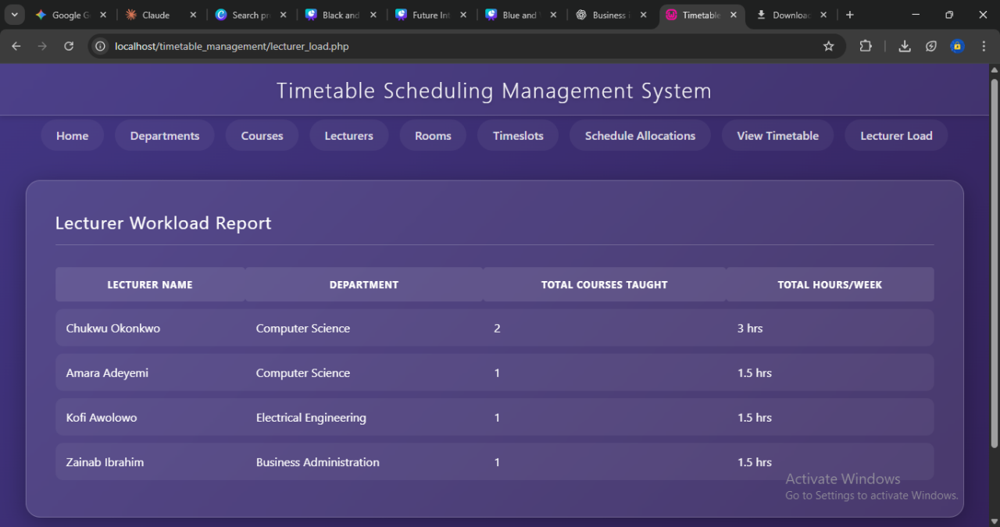 Google G
Claude
Search pr
Black and
Future Int
Blue and
Business i
Timetable
Downloa
localhost/timetable_management/lecturer_load.php
Timetable Scheduling Management System
Home
Departments
Courses
Lecturers
Rooms
Timeslots
Schedule Allocations
View Timetable
Lecturer Load
Lecturer Workload Report
LECTURER NAME DEPARTMENT TOTAL COURSES TAUGHT TOTAL HOURS/WEEK
Chukwu Okonkwo Computer Science 2 3 hrs
Amara Adeyemi Computer Science 1 1.5 hrs
Kofi Awolowo Electrical Engineering 1 1.5 hrs
Zainab Ibrahim Business Administration 1 1.5 hrs
Activate Windows
Go to Settings to activate Windows.